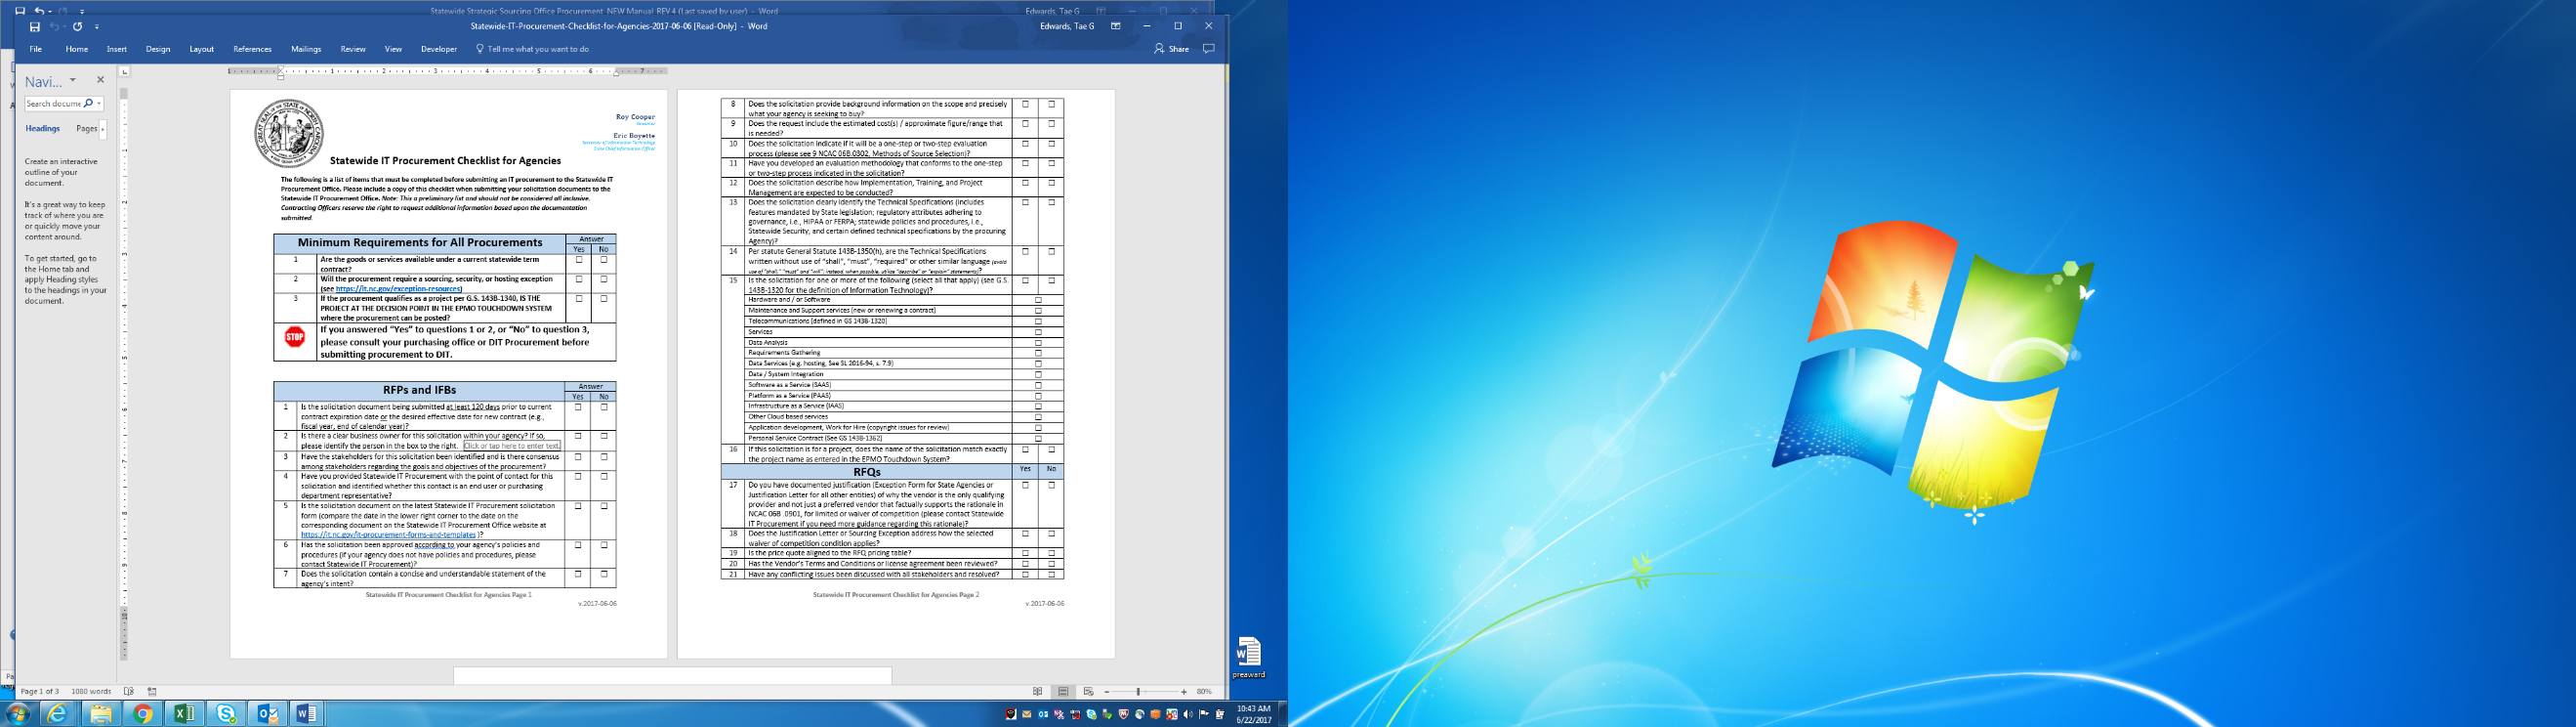 Statewide Strategic Sourcing Office Procurement NEW Manual REV 4 (Last saved by user) - Word
Edwards, Tae G
Statewide-IT-Procurement-Checklist-for-Agencies-2017-06-06 [Read-Only] - Word
Edwards, Tae G
File Home Insert Design Layout References Mailings Review View Developer Tell me what you want to do
Share
Navi...
Search docume
Headings Pages
Create an interactive
outline of your
document.
It's a great way to keep
track of where you are
or quickly move your
content around.
To get started, go to
the Home tab and
apply Heading styles
to the headings in your
document.
Roy Cooper
Eric Boyette
Secretary of Information Technology
State Chief Information Officer
Statewide IT Procurement Checklist for Agencies
The following is a list of items that must be completed before submitting an IT procurement to the Statewide IT
Procurement Office. Please include a copy of this checklist when submitting your solicitation documents to the
Statewide IT Procurement Office. Note: This a preliminary list and should not be considered all inclusive.
Contracting Officers reserve the right to request additional information based upon the documentation
submitted.
Minimum Requirements for All Procurements
Answer
Yes No
1 Are the goods or services available under a current statewide term
contract?
2 Will the procurement require a sourcing, security, or hosting exception
(see https://it.nc.gov/exception-resources)
3 If the procurement qualifies as a project per G.S. 143B-1340, IS THE
PROJECT AT THE DECISION POINT IN THE EPMO TOUCHDOWN SYSTEM
where the procurement can be posted?
STOP
If you answered “Yes” to questions 1 or 2, or “No” to question 3,
please consult your purchasing office or DIT Procurement before
submitting procurement to DIT.
RFPs and IFBs
Answer
Yes No
1 Is the solicitation document being submitted at least 120 days prior to current
contract expiration date or the desired effective date for new contract (e.g.,
fiscal year, end of calendar year)?
2 Is there a clear business owner for this solicitation within your agency? If so,
please identify the person in the box to the right. Click or tap here to enter text.
3 Have the stakeholders for this solicitation been identified and is there consensus
among stakeholders regarding the goals and objectives of the procurement?
4 Have you provided Statewide IT Procurement with the point of contact for this
solicitation and identified whether this contact is an end user or purchasing
department representative?
5 Is the solicitation document on the latest Statewide IT Procurement solicitation
form (compare the date in the lower right corner to the date on the
corresponding document on the Statewide IT Procurement Office website at
https://it.nc.gov/it-procurement-forms-and-templates )?
6 Has the solicitation been approved according to your agency's policies and
procedures (if your agency does not have policies and procedures, please
contact Statewide IT Procurement)?
7 Does the solicitation contain a concise and understandable statement of the
agency's intent?
Statewide IT Procurement Checklist for Agencies Page 1
v.2017-06-06
8 Does the solicitation provide background information on the scope and precisely
what your agency is seeking to buy?
9 Does the request include the estimated cost(s) / approximate figure/range that
is needed?
10 Does the solicitation indicate if it will be a one-step or two-step evaluation
process (please see 9 NCAC 06B.0302, Methods of Source Selection)?
11 Have you developed an evaluation methodology that conforms to the one-step
or two-step process indicated in the solicitation?
12 Does the solicitation describe how Implementation, Training, and Project
Management are expected to be conducted?
13 Does the solicitation clearly identify the Technical Specifications (includes
features mandated by State legislation; regulatory attributes adhering to
governance, i.e., HIPAA or FERPA; statewide policies and procedures, i.e.,
Statewide Security; and certain defined technical specifications by the procuring
Agency)?
14 Per statute General Statute 143B-1350(h), are the Technical Specifications
written without use of “shall”, “must”, “required” or other similar language (avoid
use of “shall,” “must” and “will”; instead, when possible, utilize “describe” or “explain” statements)?
15 Is the solicitation for one or more of the following (select all that apply) (see G.S.
143B-1320 for the definition of Information Technology)?
Hardware and / or Software
Maintenance and Support services (new or renewing a contract)
Telecommunications (defined in GS 143B-1320)
Services
Data Analysis
Requirements Gathering
Data Services (e.g. hosting, See SL 2016-94, s. 7.9)
Data / System Integration
Software as a Service (SAAS)
Platform as a Service (PAAS)
Infrastructure as a Service (IAAS)
Other Cloud based services
Application development, Work for Hire (copyright issues for review)
Personal Service Contract (See GS 143B-1362)
16 If this solicitation is for a project, does the name of the solicitation match exactly
the project name as entered in the EPMO Touchdown System?
RFQs Yes No
17 Do you have documented justification (Exception Form for State Agencies or
Justification Letter for all other entities) of why the vendor is the only qualifying
provider and not just a preferred vendor that factually supports the rationale in
NCAC 06B .0901, for limited or waiver of competition (please contact Statewide
IT Procurement if you need more guidance regarding this rationale)?
18 Does the Justification Letter or Sourcing Exception address how the selected
waiver of competition condition applies?
19 Is the price quote aligned to the RFQ pricing table?
20 Has the Vendor's Terms and Conditions or license agreement been reviewed?
21 Have any conflicting issues been discussed with all stakeholders and resolved?
Statewide IT Procurement Checklist for Agencies Page 2
v.2017-06-06
preaward
Page 1 of 3 1080 words
80%
10:43 AM
6/22/2017